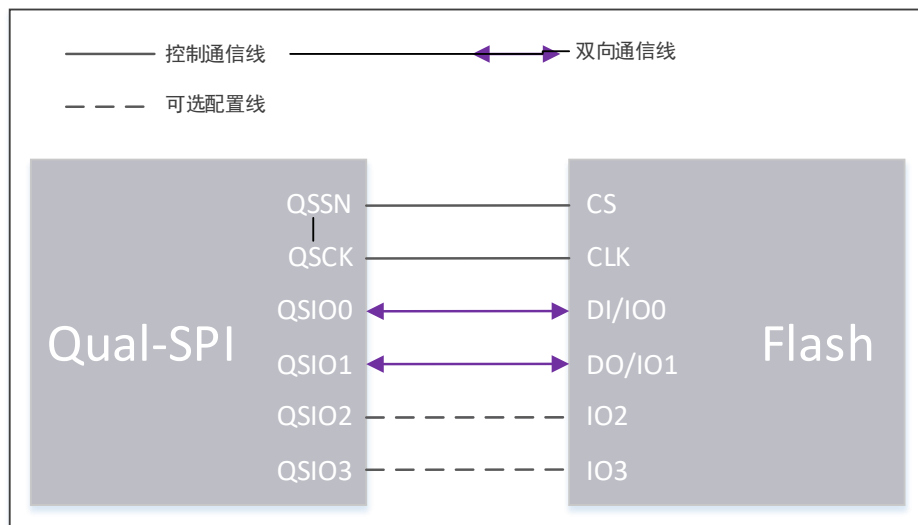 控制通信线
双向通信线
可选配置线
QSSN
CS
QSCK
CLK
QSIO0
DI/IO0
Qual-SPI
Flash
QSIO1
DO/IO1
QSIO2
IO2
QSIO3
IO3